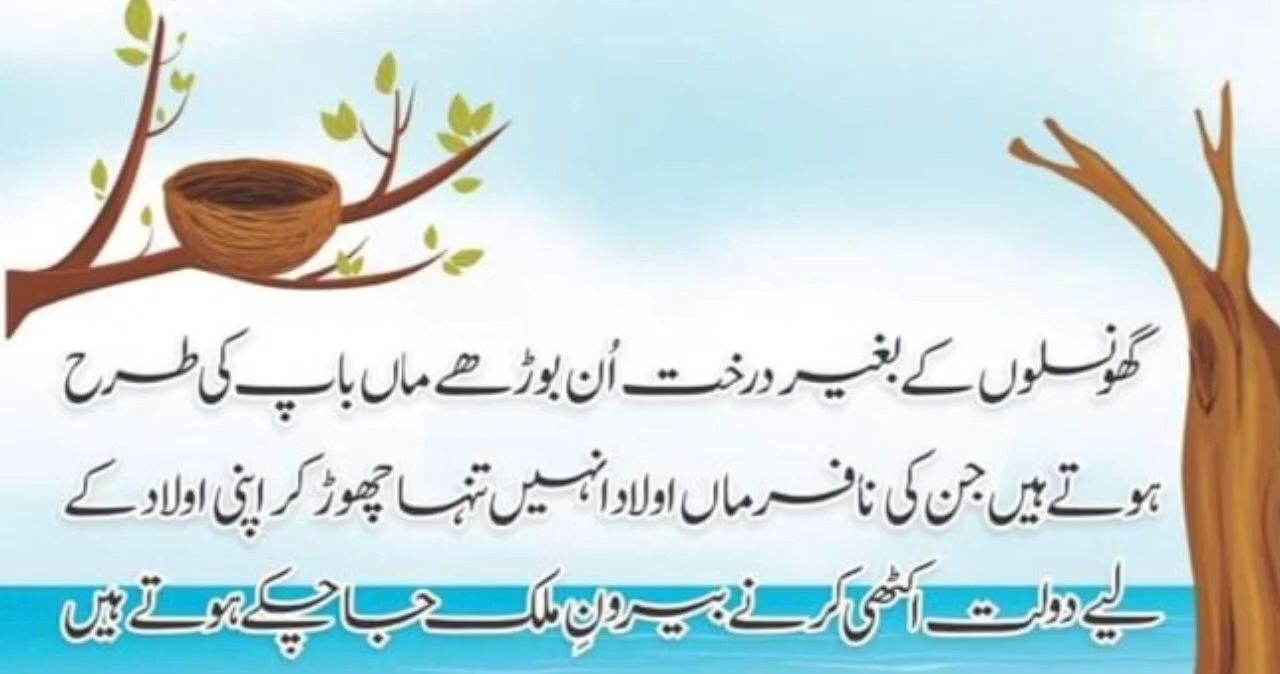 گھونسلوں کے بغیر درخت اُن بوڑھے ماں باپ کی طرح
ہوتے ہیں جن کی نافرماں اولاد انہیں تنہا چھوڑ کر اپنی اولاد کے
لیے دولت اکٹھی کرنے بیرونِ ملک جا چکے ہوتے ہیں